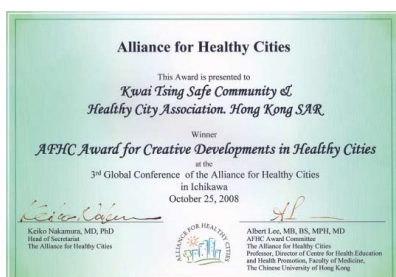 Alliance for Healthy Cities
This Award is presented to
Kwai Tsing Safe Community &
Healthy City Association. Hong Kong SAR
Winner
AFHC Award for Creative Developments in Healthy Cities
at the
3rd Global Conference of the Alliance for Healthy Cities
in Ichikawa
October 25, 2008
Keiko Nakamura, MD, PhD
Head of Secretariat
The Alliance for Healthy Cities
ALLIANCE FOR HEALTHY CITIES
Albert Lee, MB, BS, MPH, MD
AFHC Award Committee
The Alliance for Healthy Cities
Professor, Director of Centre for Health Education
and Health Promotion, Faculty of Medicine,
The Chinese University of Hong Kong